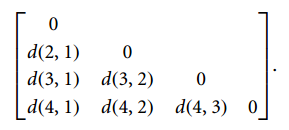 0
d(2, 1) 0
d(3, 1) d(3, 2) 0
d(4, 1) d(4, 2) d(4, 3) 0 .